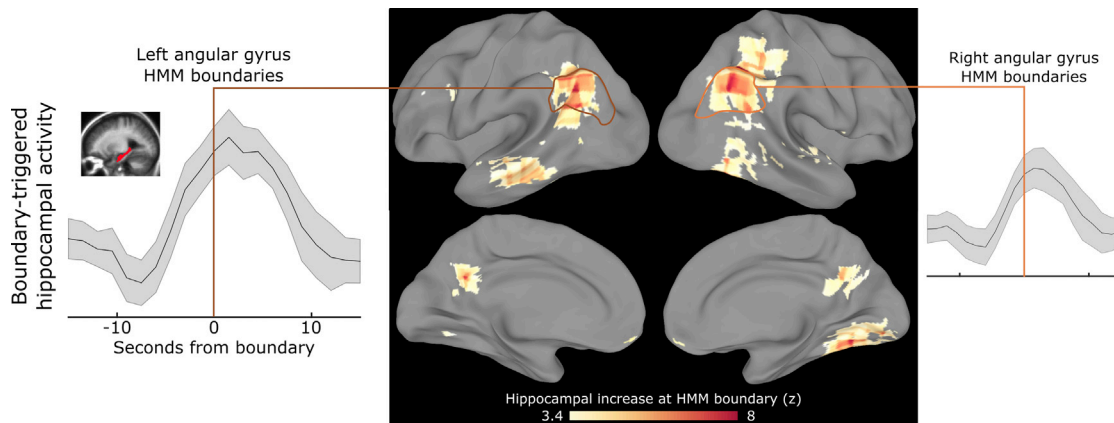 Left angular gyrus
HMM boundaries
Right angular gyrus
HMM boundaries
Boundary-triggered
hippocampal activity
-10 0 10
Seconds from boundary
Hippocampal increase at HMM boundary (z)
3.4 8